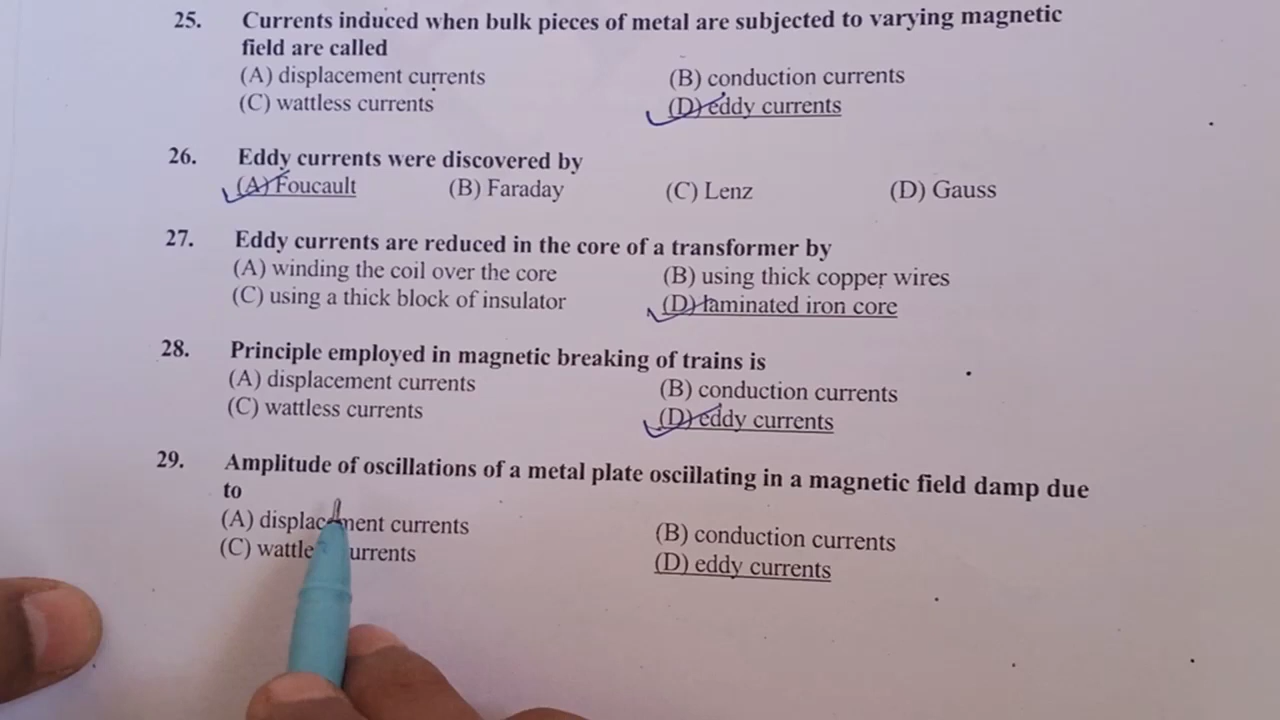 25. Currents induced when bulk pieces of metal are subjected to varying magnetic
field are called
(A) displacement currents (B) conduction currents
(C) wattless currents (D) eddy currents
26. Eddy currents were discovered by
(A) Foucault (B) Faraday (C) Lenz (D) Gauss
27. Eddy currents are reduced in the core of a transformer by
(A) winding the coil over the core (B) using thick copper wires
(C) using a thick block of insulator (D) laminated iron core
28. Principle employed in magnetic breaking of trains is
(A) displacement currents (B) conduction currents
(C) wattless currents (D) eddy currents
29. Amplitude of oscillations of a metal plate oscillating in a magnetic field damp due
to
(A) displacement currents (B) conduction currents
(C) currents (D) eddy currents